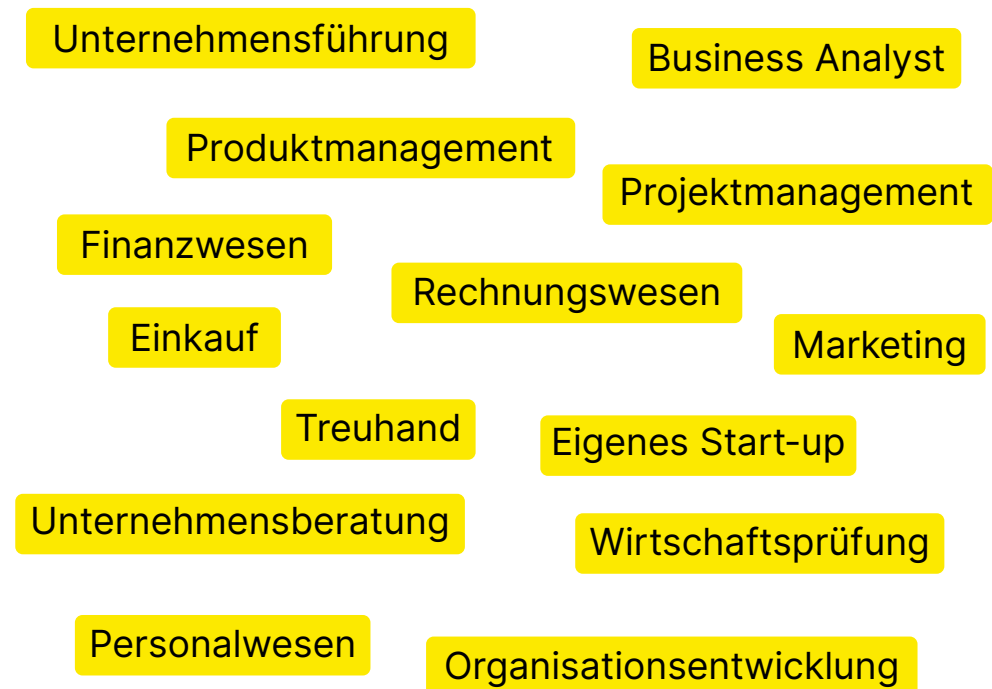 Unternehmensführung
Business Analyst
Produktmanagement
Projektmanagement
Finanzwesen
Rechnungswesen
Einkauf
Marketing
Treuhand
Eigenes Start-up
Unternehmensberatung
Wirtschaftsprüfung
Personalwesen
Organisationsentwicklung